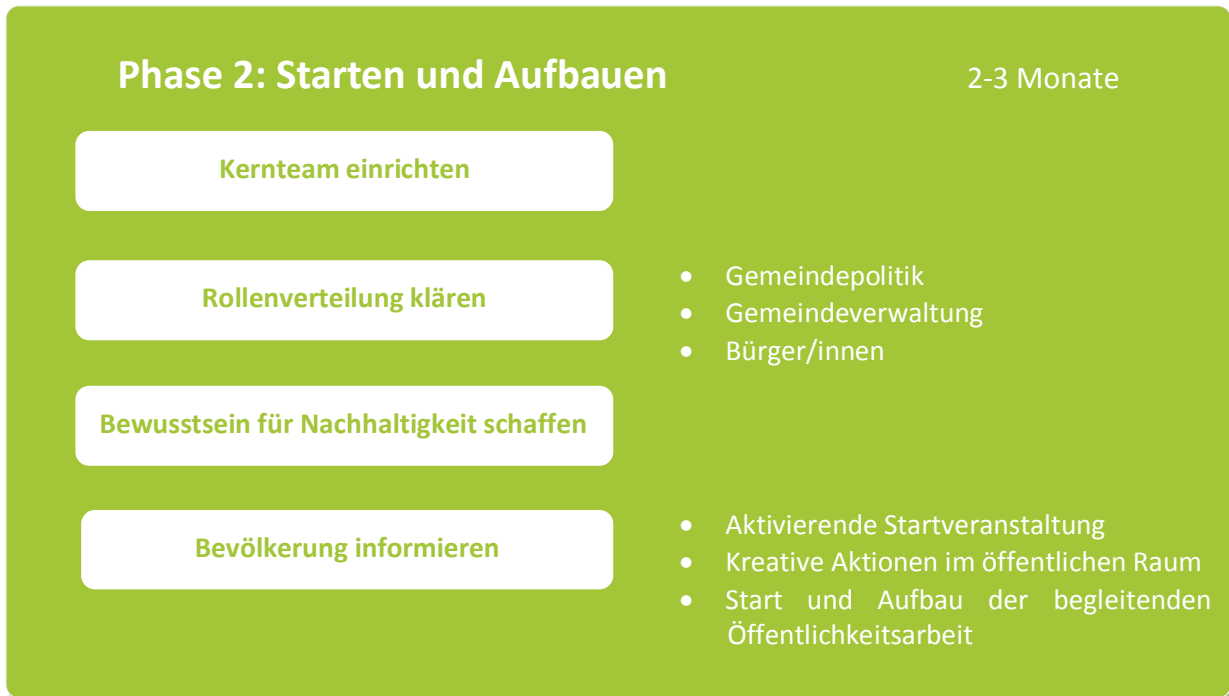 Phase 2: Starten und Aufbauen 2-3 Monate
Kernteam einrichten
Rollenverteilung klären
• Gemeindepolitik
• Gemeindeverwaltung
• Bürger/innen
Bewusstsein für Nachhaltigkeit schaffen
Bevölkerung informieren
• Aktivierende Startveranstaltung
• Kreative Aktionen im öffentlichen Raum
• Start und Aufbau der begleitenden
Öffentlichkeitsarbeit